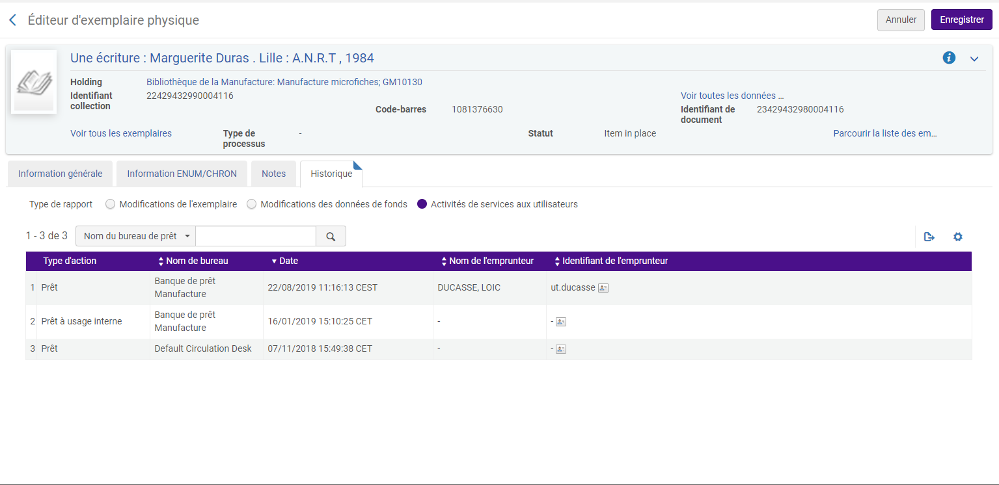 Éditeur d'exemplaire physique
Annuler
Enregistrer
Une écriture : Marguerite Duras . Lille : A.N.R.T , 1984
Holding
Bibliothèque de la Manufacture: Manufacture microfiches; GM10130
Identifiant collection
22429432990004116
Voir toutes les données ...
Code-barres
1081376630
Identifiant de document
23429432980004116
Voir tous les exemplaires
Type de processus
-
Statut
Item in place
Parcourir la liste des em...
Information générale
Information ENUM/CHRON
Notes
Historique
Type de rapport
Modifications de l'exemplaire
Modifications des données de fonds
Activités de services aux utilisateurs
1 - 3 de 3
Nom du bureau de prêt
Type d'action
Nom de bureau
Date
Nom de l'emprunteur
Identifiant de l'emprunteur
1 Prêt
Banque de prêt Manufacture
22/08/2019 11:16:13 CEST
DUCASSE, LOIC
ut.ducasse
2 Prêt à usage interne
Banque de prêt Manufacture
16/01/2019 15:10:25 CET
-
-
3 Prêt
Default Circulation Desk
07/11/2018 15:49:38 CET
-
-